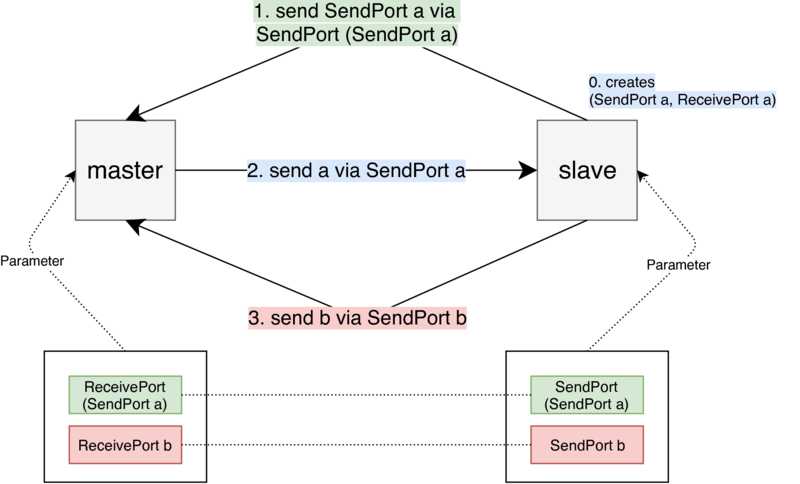 1. send SendPort a via
SendPort (SendPort a)
0. creates
(SendPort a, ReceivePort a)
master
2. send a via SendPort a
slave
Parameter
Parameter
3. send b via SendPort b
ReceivePort
(SendPort a)
SendPort
(SendPort a)
ReceivePort b
SendPort b